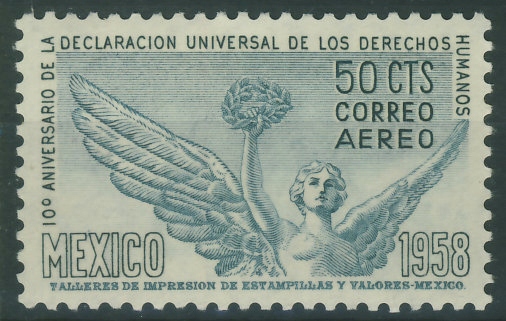 10º ANIVERSARIO DE LA DECLARACION UNIVERSAL DE LOS DERECHOS HUMANOS
50 CTS
CORREO
AEREO
MEXICO
1958
TALLERES DE IMPRESION DE ESTAMPILLAS Y VALORES-MEXICO.